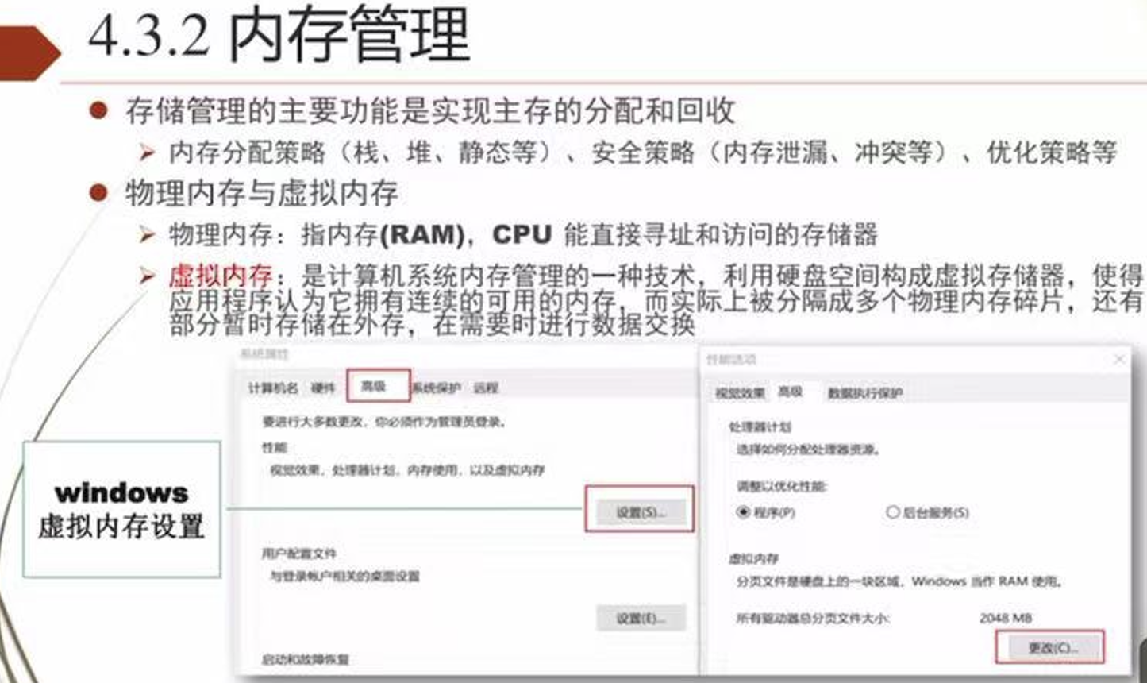 4.3.2 内存管理
存储管理的主要功能是实现主存的分配和回收
内存分配策略（栈、堆、静态等）、安全策略（内存泄漏、冲突等）、优化策略等
物理内存与虚拟内存
物理内存：指内存(RAM)，CPU 能直接寻址和访问的存储器
虚拟内存：是计算机系统内存管理的一种技术，利用硬盘空间构成虚拟存储器，使得
应用程序认为它拥有连续的可用的内存，而实际上被分隔成多个物理内存碎片，还有
部分暂时存储在外存，在需要时进行数据交换
windows
虚拟内存设置
系统属性
计算机名 硬件 高级 系统保护 远程
要进行大多数更改，你必须作为管理员登录。
性能
视觉效果，处理器计划，内存使用，以及虚拟内存
设置(S)...
用户配置文件
与登录帐户相关的桌面设置
设置(E)...
启动和故障恢复
性能选项
视觉效果 高级 数据执行保护
处理器计划
选择如何分配处理器资源。
调整以优化性能:
程序(P) 后台服务(S)
虚拟内存
分页文件是硬盘上的一块区域，Windows 当作 RAM 使用。
所有驱动器总分页文件大小: 2048 MB
更改(C)...